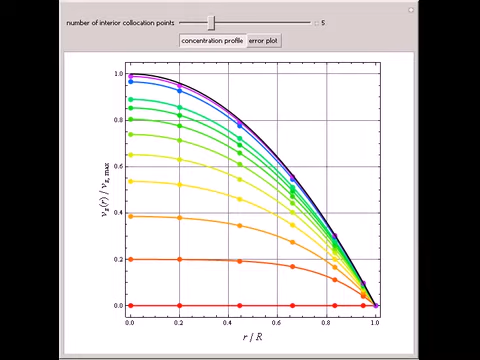 number of interior collocation points 5
concentration profile error plot
1.0
0.8
0.6
0.4
0.2
0.0
v_z(r) / v_z, max
0.0 0.2 0.4 0.6 0.8 1.0
r / R